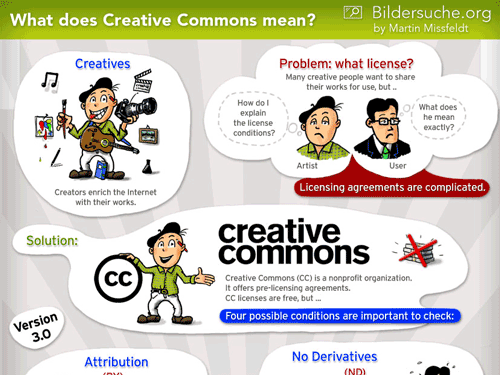 What does Creative Commons mean?
Bildersuche.org
by Martin Missfeldt
Creatives
Creators enrich the Internet
with their works.
Problem: what license?
Many creative people want to share
their works for use, but ..
How do I
explain
the license
conditions?
What does
he mean
exactly?
Artist
User
Licensing agreements are complicated.
Solution:
cc
creative
commons
Creative Commons (CC) is a nonprofit organization.
It offers pre-licensing agreements.
CC licenses are free, but ...
Four possible conditions are important to check:
Version
3.0
Attribution
(BY)
No Derivatives
(ND)